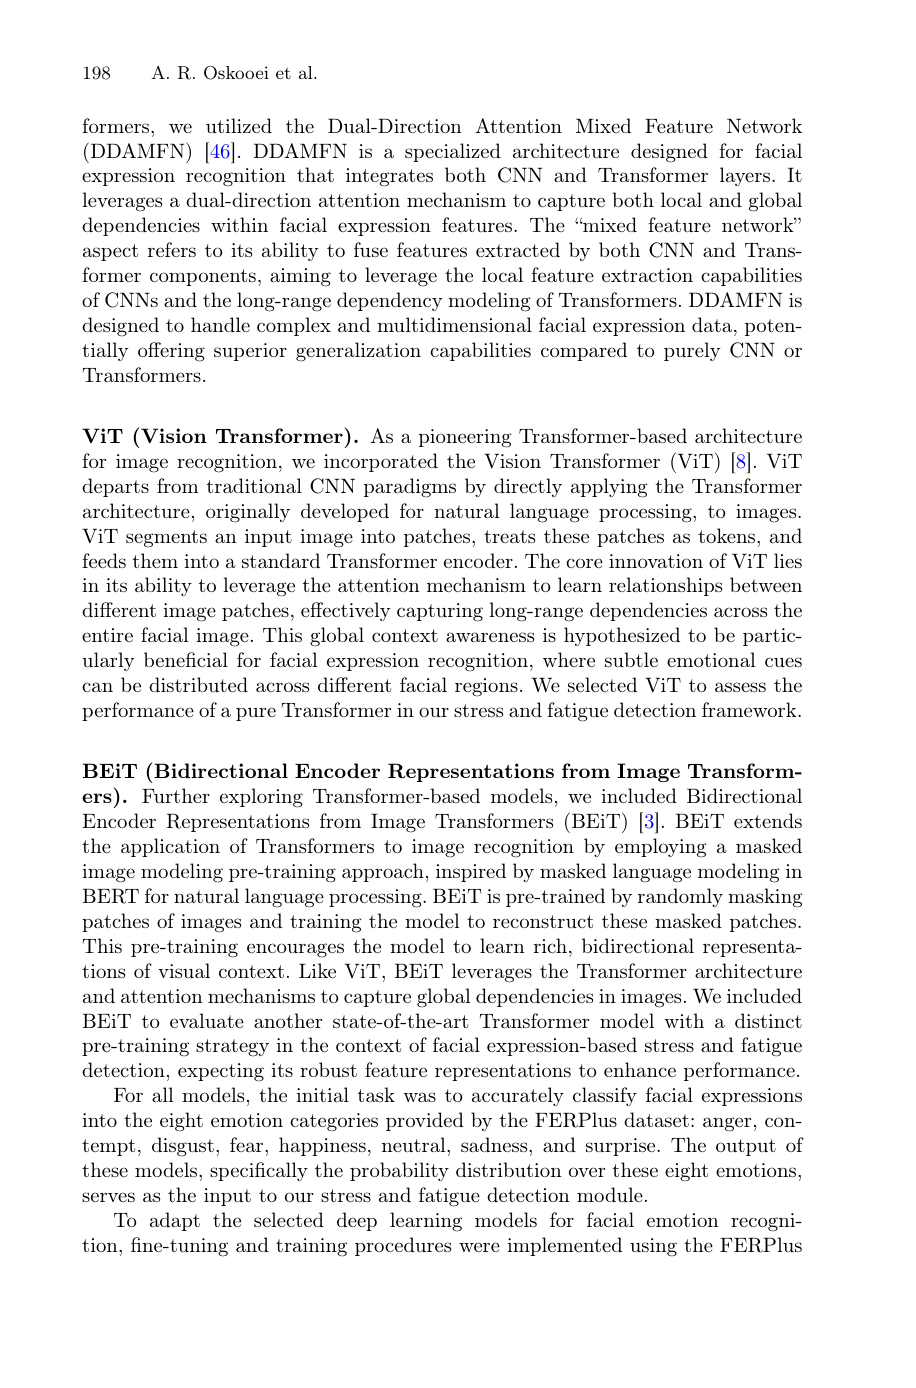 198 A. R. Oskooei et al.
formers, we utilized the Dual-Direction Attention Mixed Feature Network
(DDAMFN) [46]. DDAMFN is a specialized architecture designed for facial
expression recognition that integrates both CNN and Transformer layers. It
leverages a dual-direction attention mechanism to capture both local and global
dependencies within facial expression features. The “mixed feature network”
aspect refers to its ability to fuse features extracted by both CNN and Trans-
former components, aiming to leverage the local feature extraction capabilities
of CNNs and the long-range dependency modeling of Transformers. DDAMFN is
designed to handle complex and multidimensional facial expression data, poten-
tially offering superior generalization capabilities compared to purely CNN or
Transformers.
ViT (Vision Transformer). As a pioneering Transformer-based architecture
for image recognition, we incorporated the Vision Transformer (ViT) [8]. ViT
departs from traditional CNN paradigms by directly applying the Transformer
architecture, originally developed for natural language processing, to images.
ViT segments an input image into patches, treats these patches as tokens, and
feeds them into a standard Transformer encoder. The core innovation of ViT lies
in its ability to leverage the attention mechanism to learn relationships between
different image patches, effectively capturing long-range dependencies across the
entire facial image. This global context awareness is hypothesized to be partic-
ularly beneficial for facial expression recognition, where subtle emotional cues
can be distributed across different facial regions. We selected ViT to assess the
performance of a pure Transformer in our stress and fatigue detection framework.
BEiT (Bidirectional Encoder Representations from Image Transform-
ers). Further exploring Transformer-based models, we included Bidirectional
Encoder Representations from Image Transformers (BEiT) [3]. BEiT extends
the application of Transformers to image recognition by employing a masked
image modeling pre-training approach, inspired by masked language modeling in
BERT for natural language processing. BEiT is pre-trained by randomly masking
patches of images and training the model to reconstruct these masked patches.
This pre-training encourages the model to learn rich, bidirectional representa-
tions of visual context. Like ViT, BEiT leverages the Transformer architecture
and attention mechanisms to capture global dependencies in images. We included
BEiT to evaluate another state-of-the-art Transformer model with a distinct
pre-training strategy in the context of facial expression-based stress and fatigue
detection, expecting its robust feature representations to enhance performance.
For all models, the initial task was to accurately classify facial expressions
into the eight emotion categories provided by the FERPlus dataset: anger, con-
tempt, disgust, fear, happiness, neutral, sadness, and surprise. The output of
these models, specifically the probability distribution over these eight emotions,
serves as the input to our stress and fatigue detection module.
To adapt the selected deep learning models for facial emotion recogni-
tion, fine-tuning and training procedures were implemented using the FERPlus